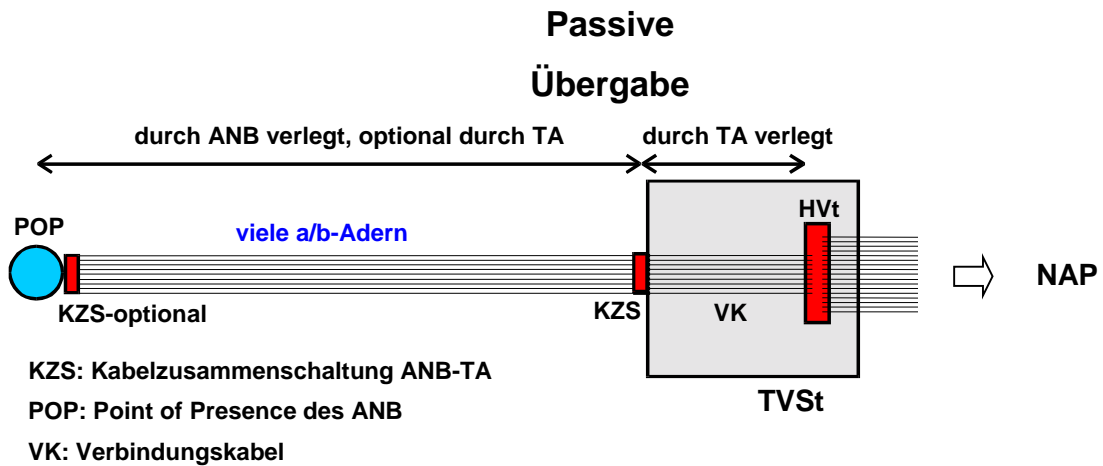 Passive
Übergabe
durch ANB verlegt, optional durch TA
durch TA verlegt
POP
viele a/b-Adern
HVt
NAP
KZS-optional
KZS
VK
TVSt
KZS: Kabelzusammenschaltung ANB-TA
POP: Point of Presence des ANB
VK: Verbindungskabel